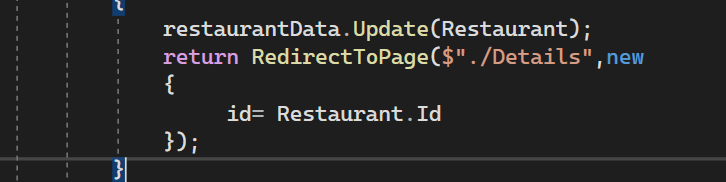 {
restaurantData.Update(Restaurant);
return RedirectToPage($"./Details",new
{
id= Restaurant.Id
});
}